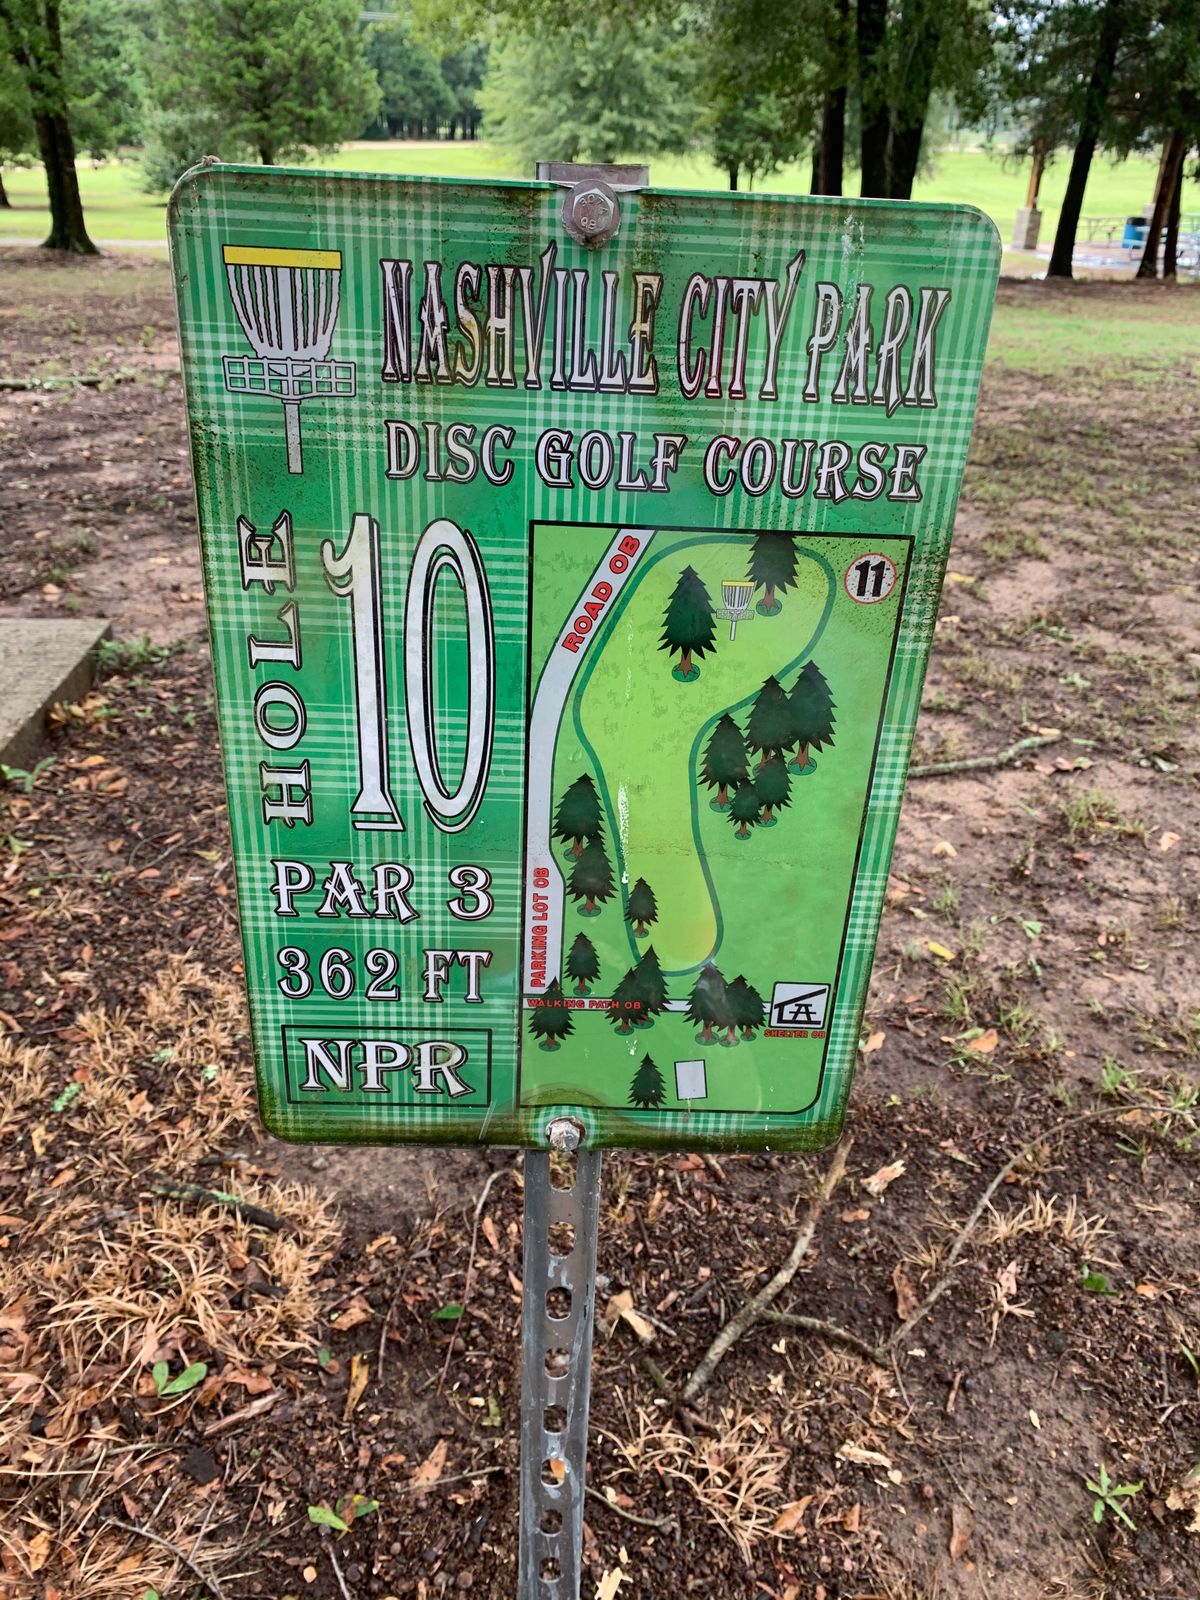 NASHVILLE CITY PARK
DISC GOLF COURSE
HOLE
10
PAR 3
362 FT
NPR
ROAD OB
11
PARKING LOT OB
WALKING PATH OB
SHELTER OB